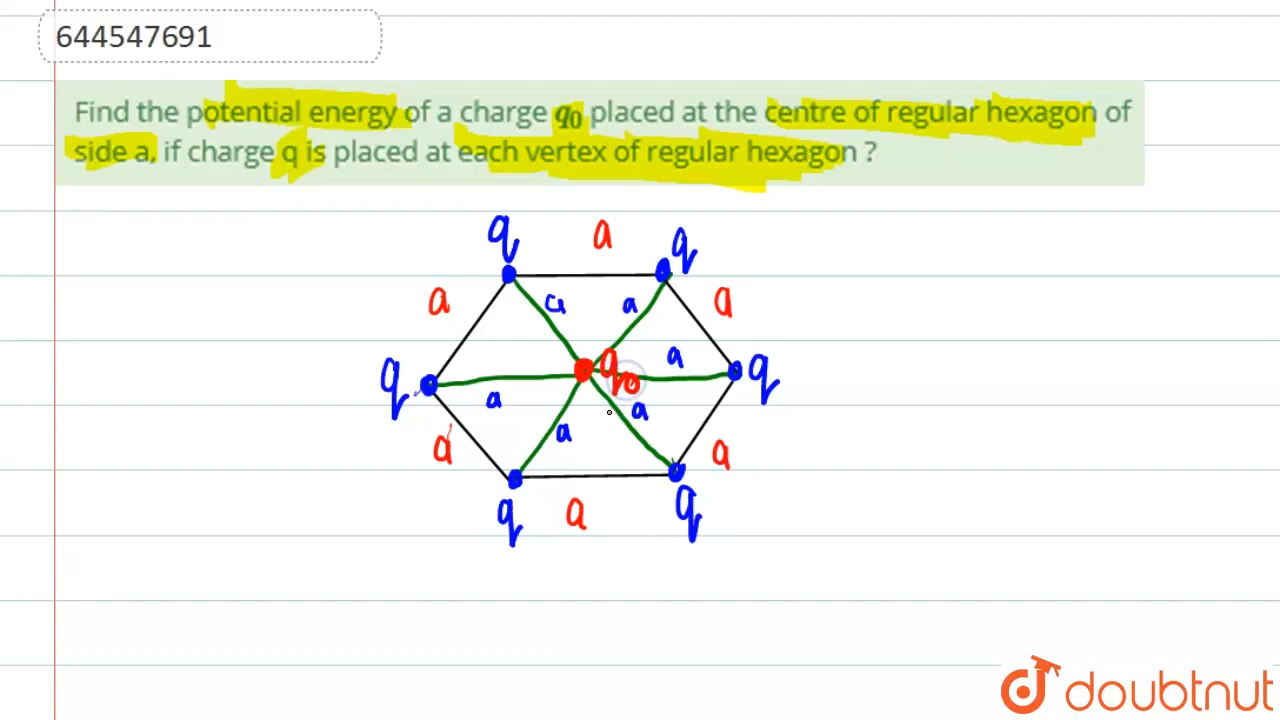 644547691
Find the potential energy of a charge q0 placed at the centre of regular hexagon of
side a, if charge q is placed at each vertex of regular hexagon ?
q a q
a a a a
q q0 a q
a a a
a a a
q a q
doubtnut